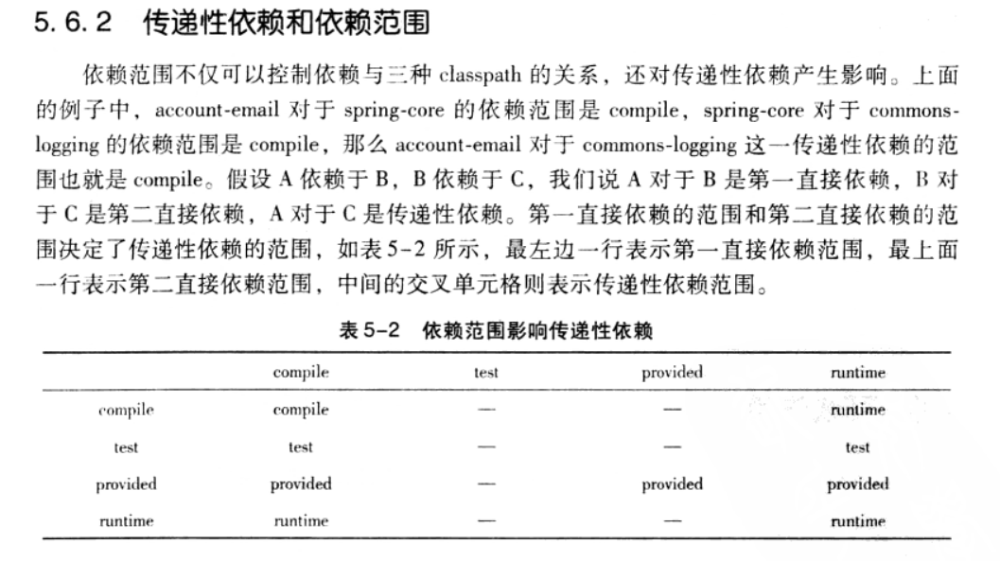 5.6.2 传递性依赖和依赖范围
依赖范围不仅可以控制依赖与三种 classpath 的关系，还对传递性依赖产生影响。上面
的例子中，account-email 对于 spring-core 的依赖范围是 compile，spring-core 对于 commons-
logging 的依赖范围是 compile，那么 account-email 对于 commons-logging 这一传递性依赖的范
围也就是 compile。假设 A 依赖于 B，B 依赖于 C，我们说 A 对于 B 是第一直接依赖，B 对
于 C 是第二直接依赖，A 对于 C 是传递性依赖。第一直接依赖的范围和第二直接依赖的范
围决定了传递性依赖的范围，如表 5-2 所示，最左边一行表示第一直接依赖范围，最上面
一行表示第二直接依赖范围，中间的交叉单元格则表示传递性依赖范围。
表 5-2 依赖范围影响传递性依赖
compile test provided runtime
compile compile — — runtime
test test — — test
provided provided — provided provided
runtime runtime — — runtime